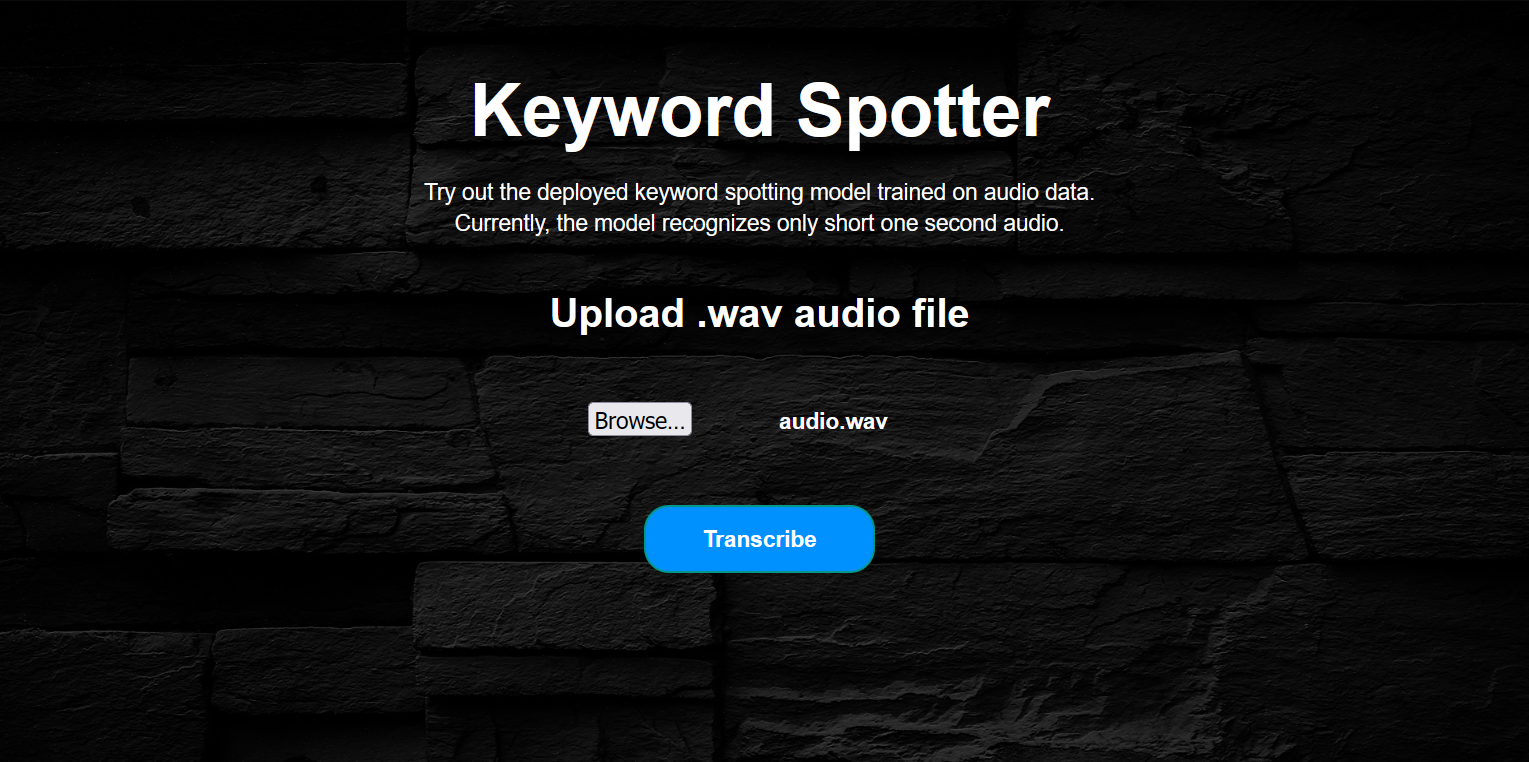 Keyword Spotter
Try out the deployed keyword spotting model trained on audio data.
Currently, the model recognizes only short one second audio.
Upload .wav audio file
Browse... audio.wav
Transcribe